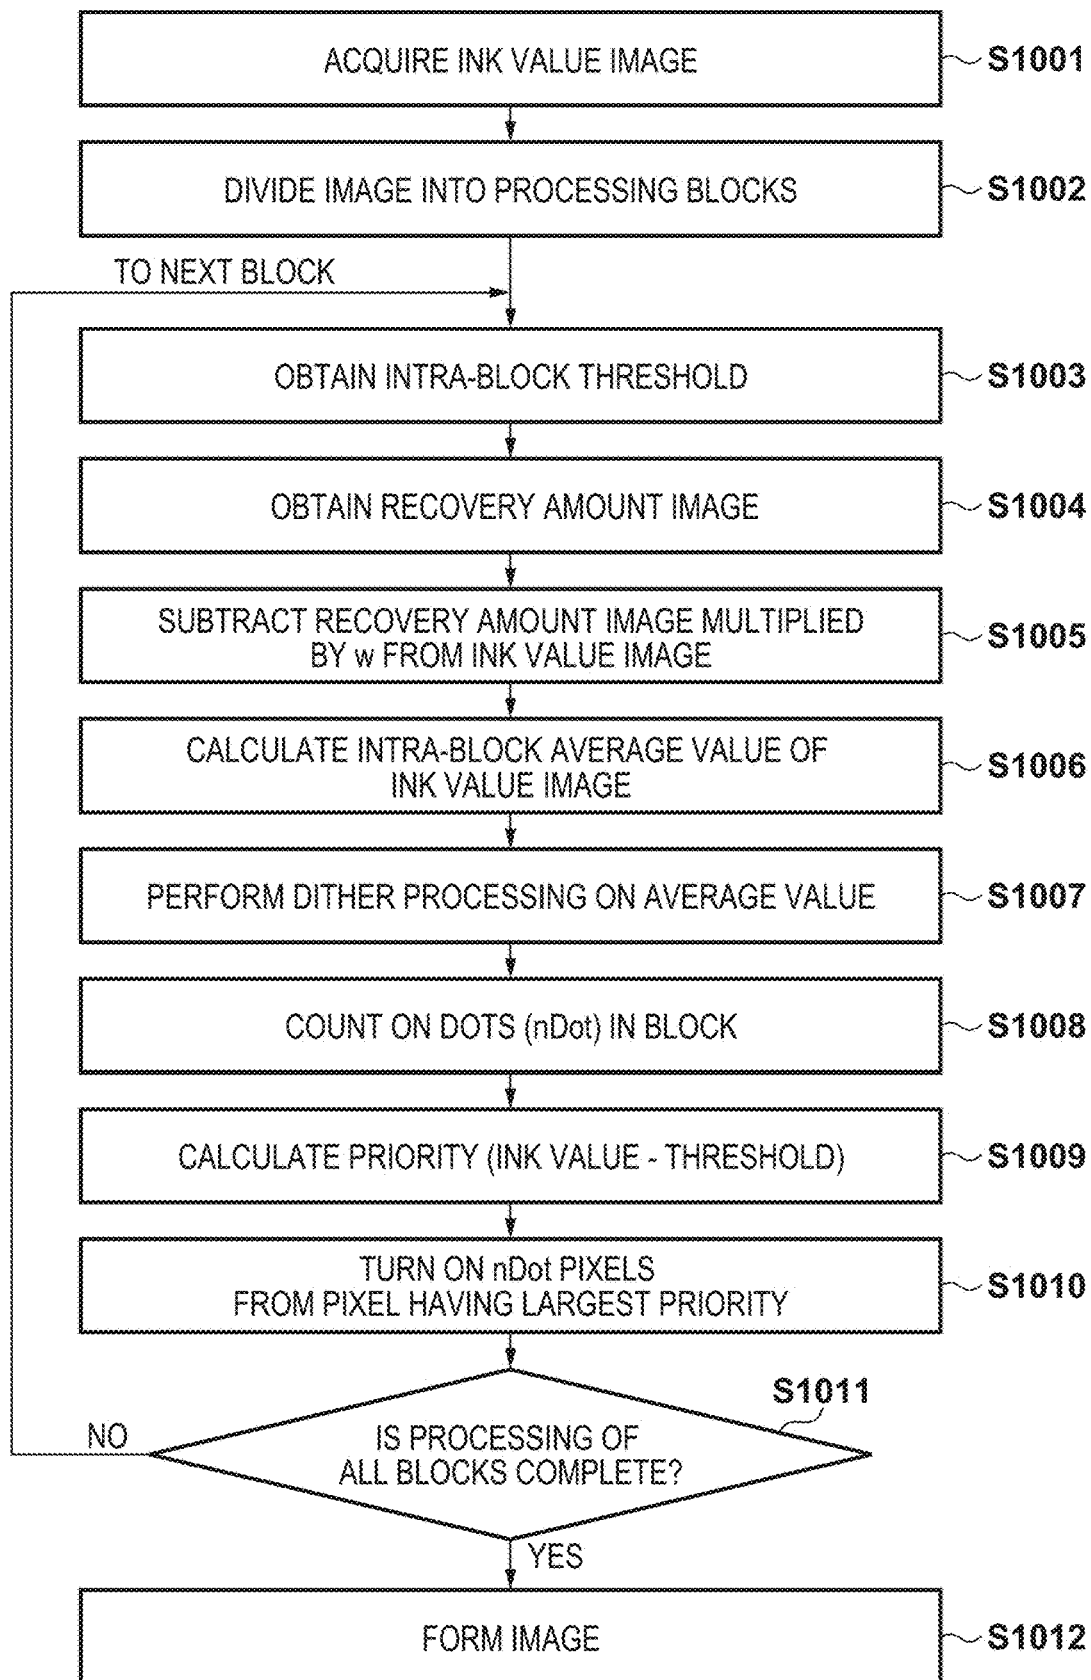 ACQUIRE INK VALUE IMAGE
S1001
DIVIDE IMAGE INTO PROCESSING BLOCKS
S1002
TO NEXT BLOCK
OBTAIN INTRA-BLOCK THRESHOLD
S1003
OBTAIN RECOVERY AMOUNT IMAGE
S1004
SUBTRACT RECOVERY AMOUNT IMAGE MULTIPLIED
BY w FROM INK VALUE IMAGE
S1005
CALCULATE INTRA-BLOCK AVERAGE VALUE OF
INK VALUE IMAGE
S1006
PERFORM DITHER PROCESSING ON AVERAGE VALUE
S1007
COUNT ON DOTS (nDot) IN BLOCK
S1008
CALCULATE PRIORITY (INK VALUE - THRESHOLD)
S1009
TURN ON nDot PIXELS
FROM PIXEL HAVING LARGEST PRIORITY
S1010
S1011
NO
IS PROCESSING OF
ALL BLOCKS COMPLETE?
YES
FORM IMAGE
S1012